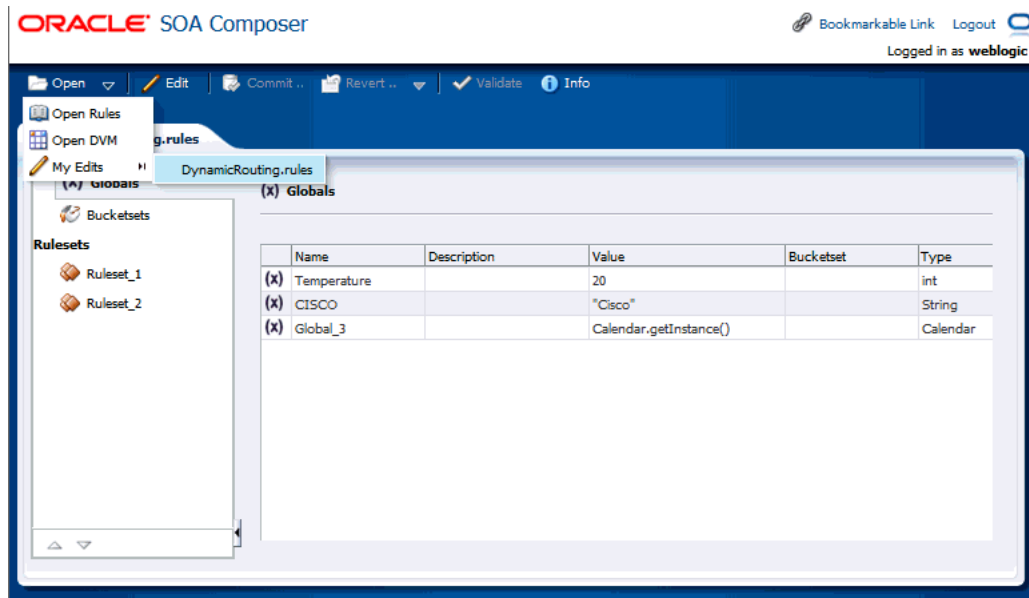 ORACLE SOA Composer
Bookmarkable Link Logout
Logged in as weblogic
Open Edit Commit .. Revert .. Validate Info
Open Rules
Open DVM
g.rules
My Edits
DynamicRouting.rules
(x) Globals
(x) Globals
Bucketsets
Rulesets
Ruleset_1
Ruleset_2
Name Description Value Bucketset Type
(x) Temperature 20 int
(x) CISCO "Cisco" String
(x) Global_3 Calendar.getInstance() Calendar